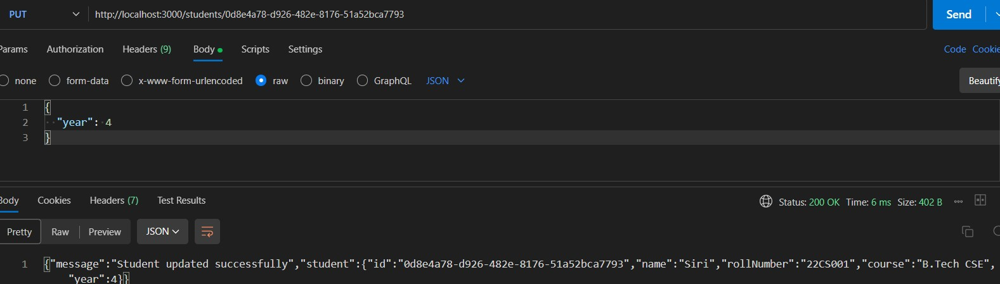 PUT http://localhost:3000/students/0d8e4a78-d926-482e-8176-51a52bca7793 Send
Params Authorization Headers (9) Body Scripts Settings Code Cookie
none form-data x-www-form-urlencoded raw binary GraphQL JSON Beautify
1 {
2 "year": 4
3 }
Body Cookies Headers (7) Test Results Status: 200 OK Time: 6 ms Size: 402 B
Pretty Raw Preview JSON
1 {"message":"Student updated successfully","student":{"id":"0d8e4a78-d926-482e-8176-51a52bca7793","name":"Siri","rollNumber":"22CS001","course":"B.Tech CSE",
"year":4}}